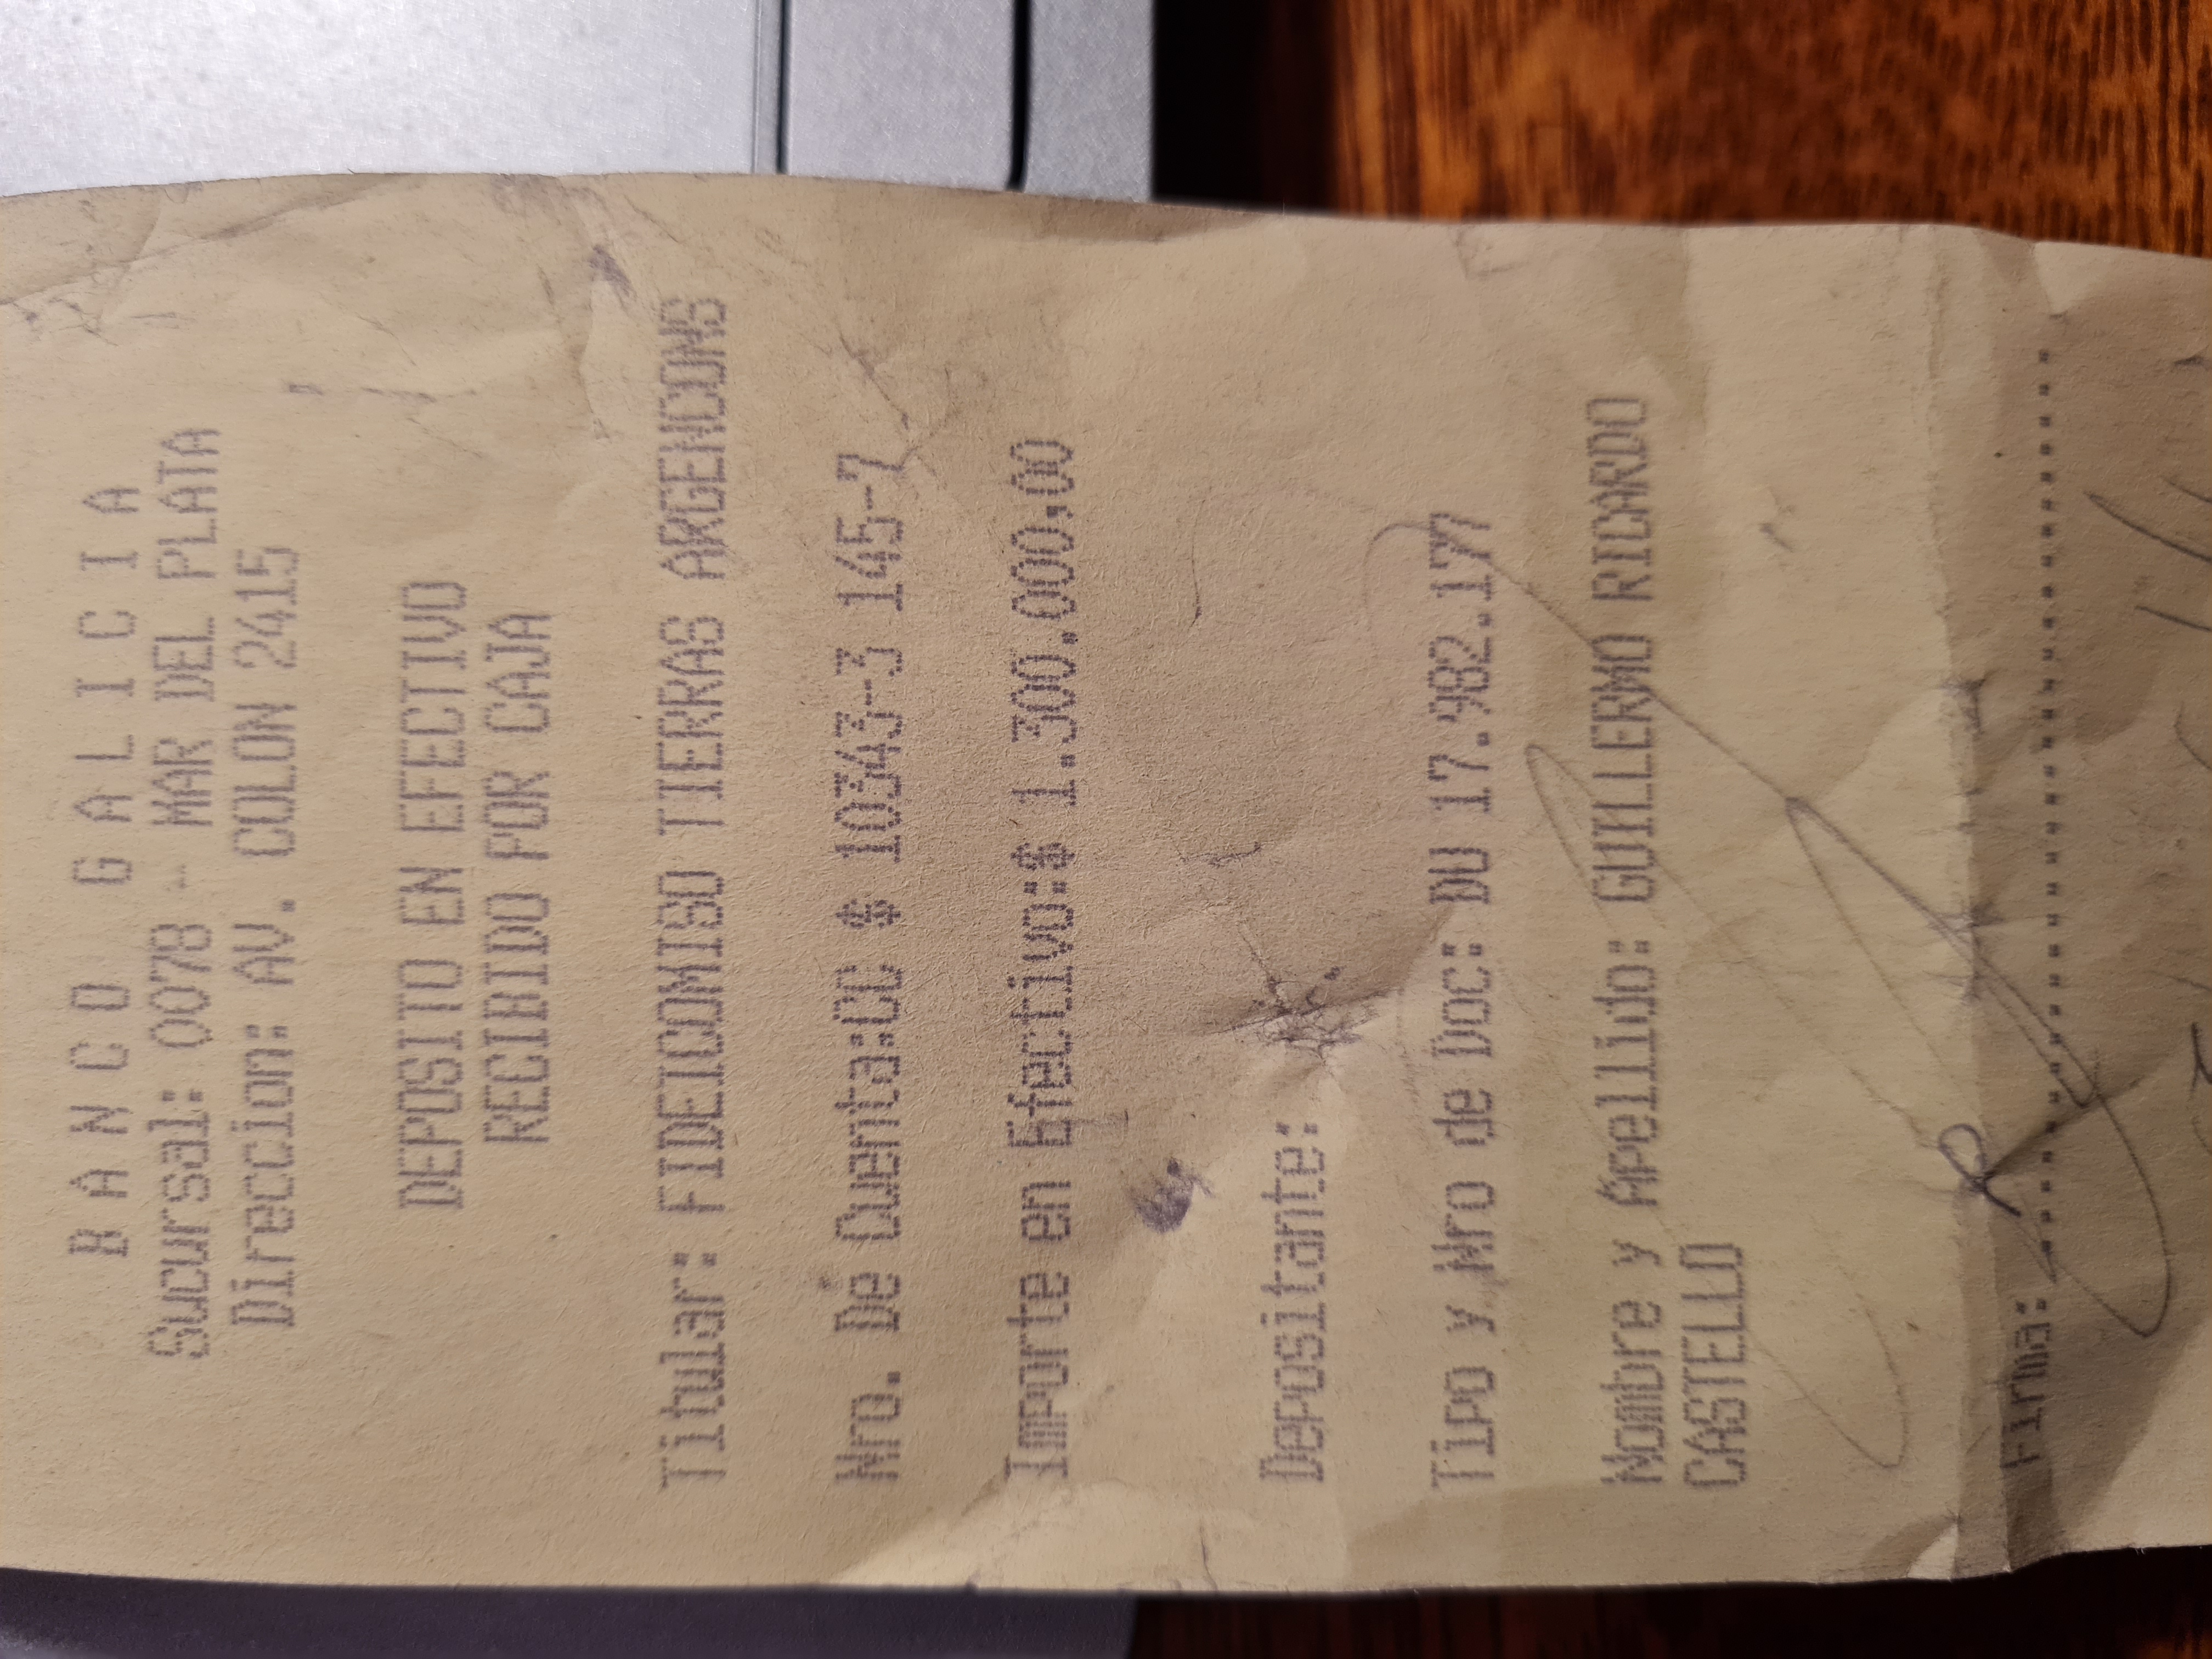 B A N C O  G A L I C I A
Sucursal: 0078 - MAR DEL PLATA
Direccion: AV. COLON 2415
DEPOSITO EN EFECTIVO
RECIBIDO POR CAJA
Titular: FIDEICOMISO TIERRAS ARGENCONS
Nro. De Cuenta:CC $ 10343-3 145-7
Importe en Efectivo:$ 1.300.000,00
Depositante:
Tipo y Nro de Doc: DU 17.982.177
Nombre y Apellido: GUILLERMO RICARDO
CASTELLO
Firma: